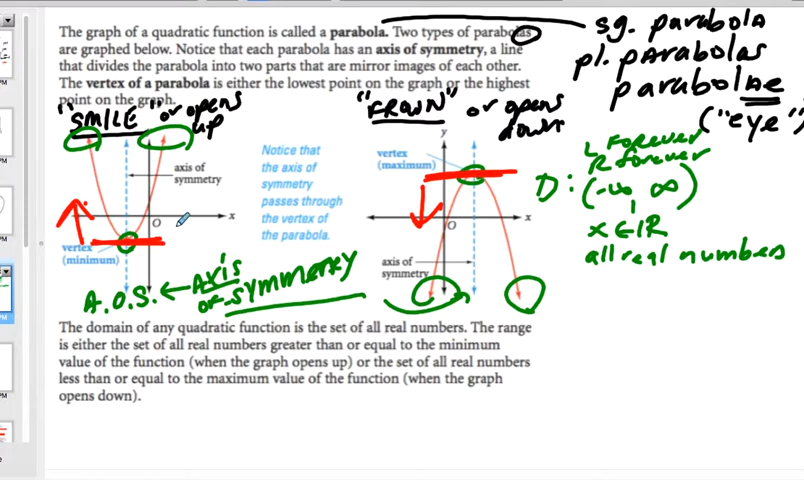 The graph of a quadratic function is called a parabola. Two types of parabolas
are graphed below. Notice that each parabola has an axis of symmetry, a line
that divides the parabola into two parts that are mirror images of each other.
The vertex of a parabola is either the lowest point on the graph or the highest
point on the graph.
sg. parabola
pl. parabolas
parabolae
("eye")
"SMILE" or opens
up
"FROWN" or opens
down
axis of
symmetry
x
O
vertex
(minimum)
Notice that
the axis of
symmetry
passes through
the vertex of
the parabola.
y
vertex
(maximum)
x
O
axis of
symmetry
A.O.S. ← AXIS
OF SYMMETRY
L Forever
R forever
D: (-∞, ∞)
x∈ℝ
all real numbers
The domain of any quadratic function is the set of all real numbers. The range
is either the set of all real numbers greater than or equal to the minimum
value of the function (when the graph opens up) or the set of all real numbers
less than or equal to the maximum value of the function (when the graph
opens down).